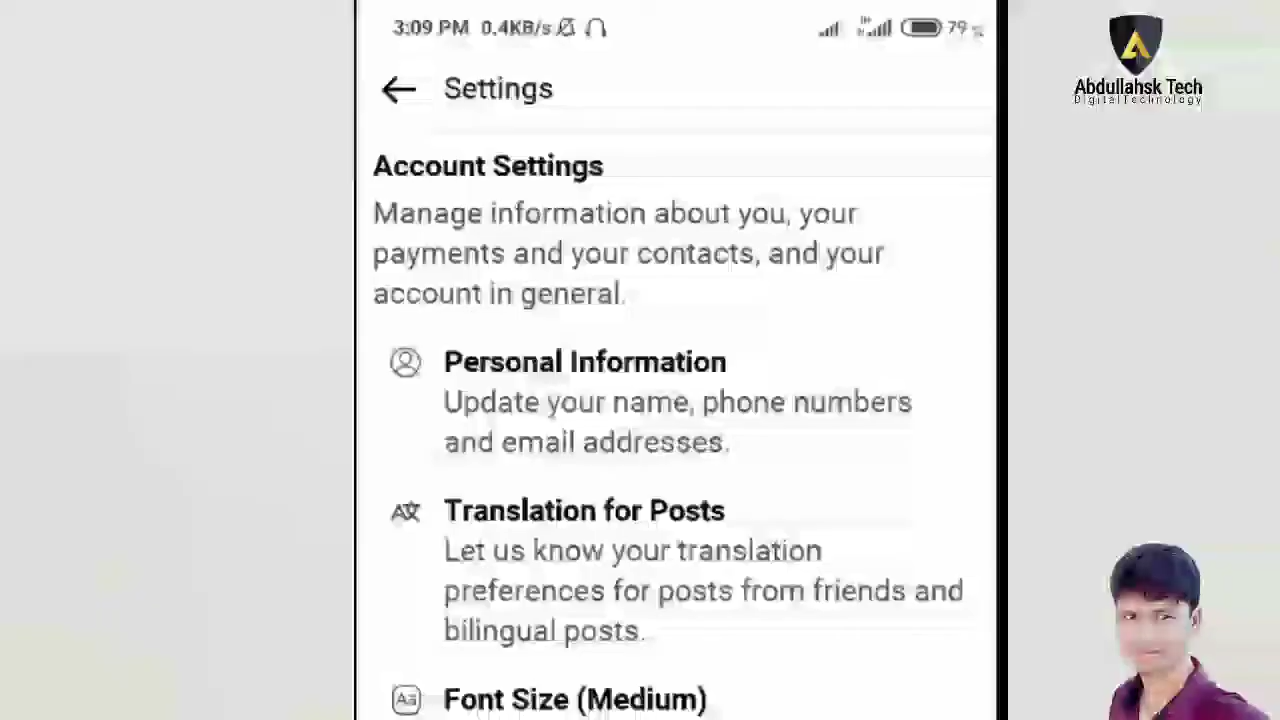 3:09 PM 0.4KB/s 79
Abdullahsk Tech
DigitalTechnology
Settings
Account Settings
Manage information about you, your
payments and your contacts, and your
account in general.
Personal Information
Update your name, phone numbers
and email addresses.
Translation for Posts
Let us know your translation
preferences for posts from friends and
bilingual posts.
Aa Font Size (Medium)